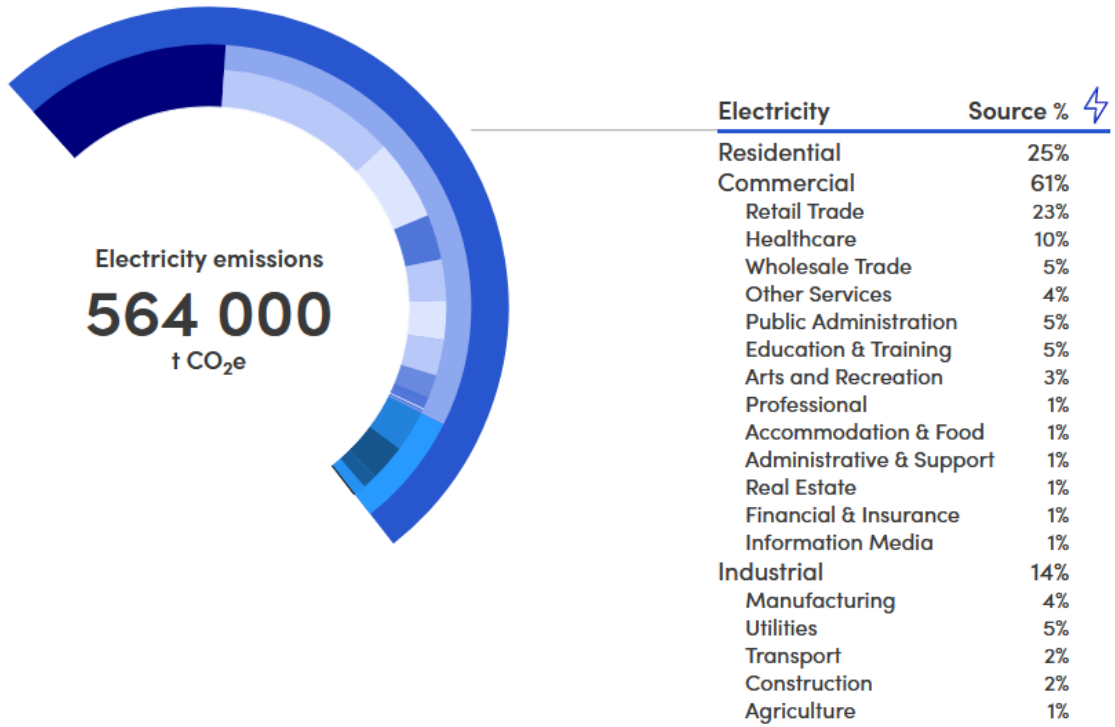 Electricity emissions
564 000
t CO₂e
Electricity Source %
Residential 25%
Commercial 61%
Retail Trade 23%
Healthcare 10%
Wholesale Trade 5%
Other Services 4%
Public Administration 5%
Education & Training 5%
Arts and Recreation 3%
Professional 1%
Accommodation & Food 1%
Administrative & Support 1%
Real Estate 1%
Financial & Insurance 1%
Information Media 1%
Industrial 14%
Manufacturing 4%
Utilities 5%
Transport 2%
Construction 2%
Agriculture 1%